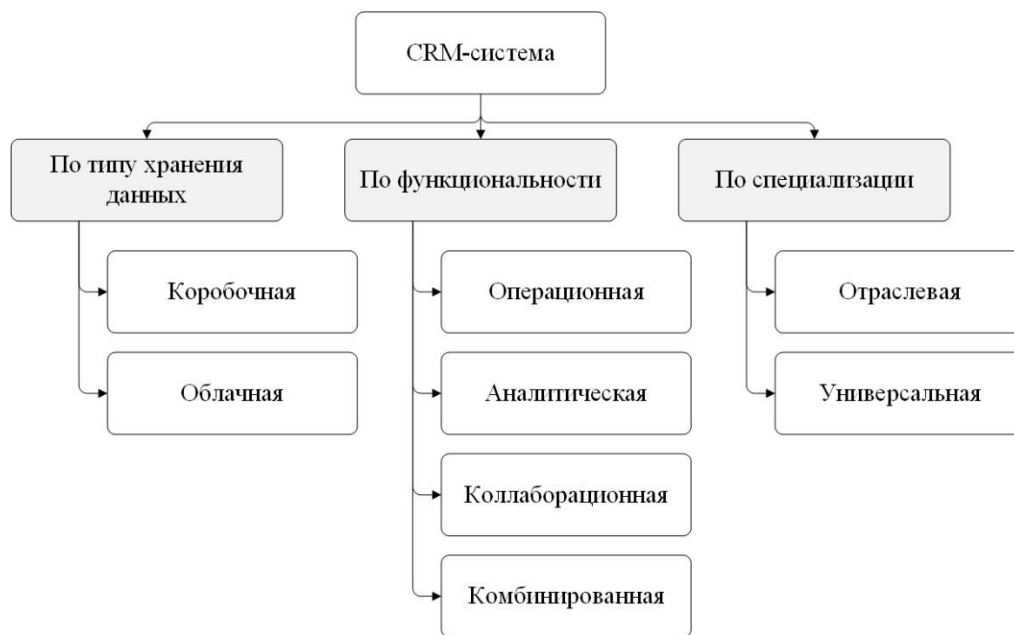 CRM-система
По типу хранения
данных
По функциональности
По специализации
Коробочная
Облачная
Операционная
Аналитическая
Коллаборационная
Комбинированная
Отраслевая
Универсальная